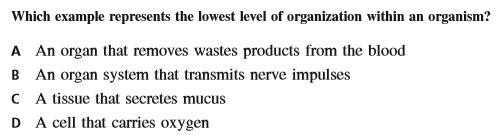 Which example represents the lowest level of organization within an organism?
A An organ that removes wastes products from the blood
B An organ system that transmits nerve impulses
C A tissue that secretes mucus
D A cell that carries oxygen